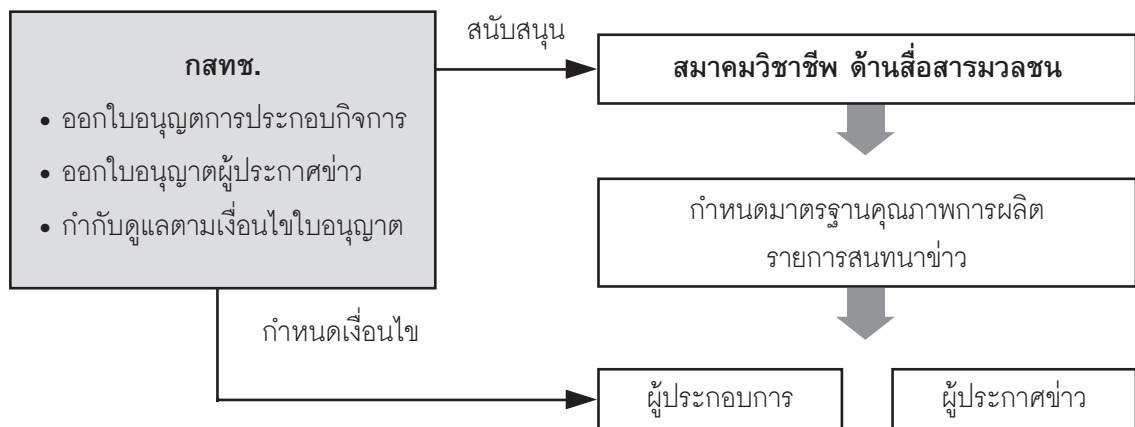 กสทช.
• ออกใบอนุญตการประกอบกิจการ
• ออกใบอนุญาตผู้ประกาศข่าว
• กำกับดูแลตามเงื่อนไขใบอนุญาต
สนับสนุน
สมาคมวิชาชีพ ด้านสื่อสารมวลชน
กำหนดมาตรฐานคุณภาพการผลิต
รายการสนทนาข่าว
กำหนดเงื่อนไข
ผู้ประกอบการ
ผู้ประกาศข่าว